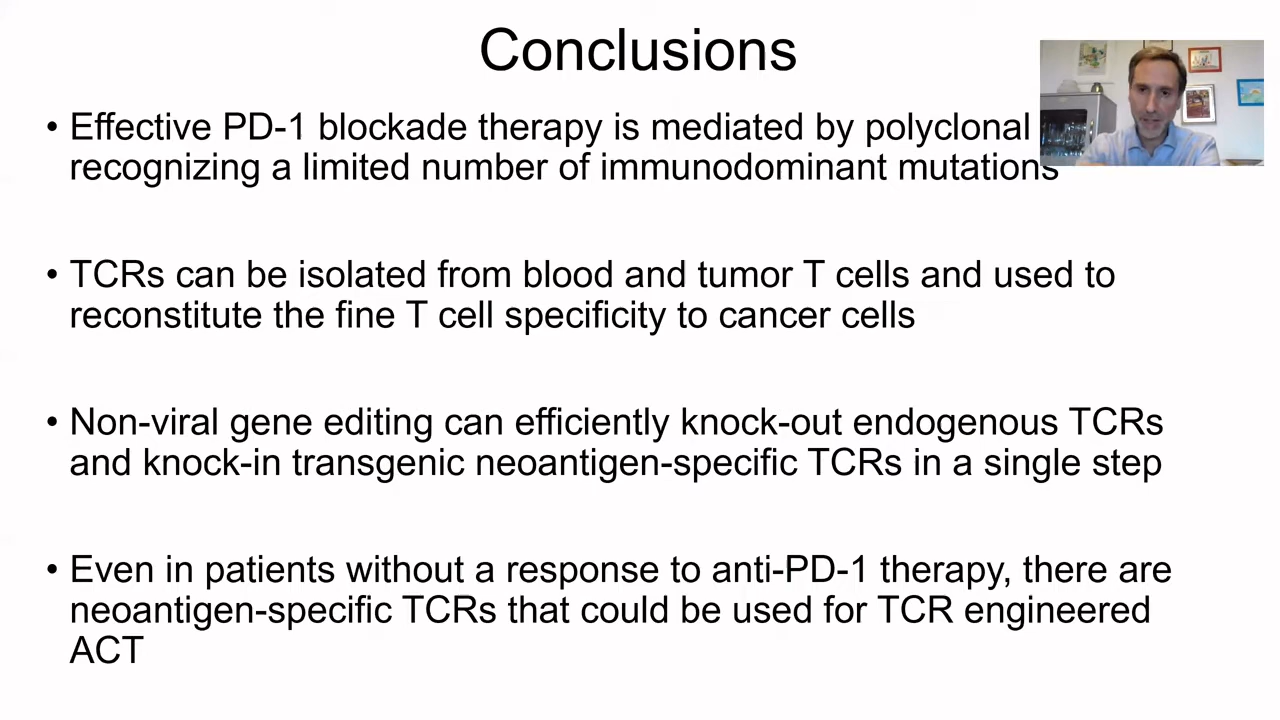 Conclusions
• Effective PD-1 blockade therapy is mediated by polyclonal
recognizing a limited number of immunodominant mutations
• TCRs can be isolated from blood and tumor T cells and used to
reconstitute the fine T cell specificity to cancer cells
• Non-viral gene editing can efficiently knock-out endogenous TCRs
and knock-in transgenic neoantigen-specific TCRs in a single step
• Even in patients without a response to anti-PD-1 therapy, there are
neoantigen-specific TCRs that could be used for TCR engineered
ACT